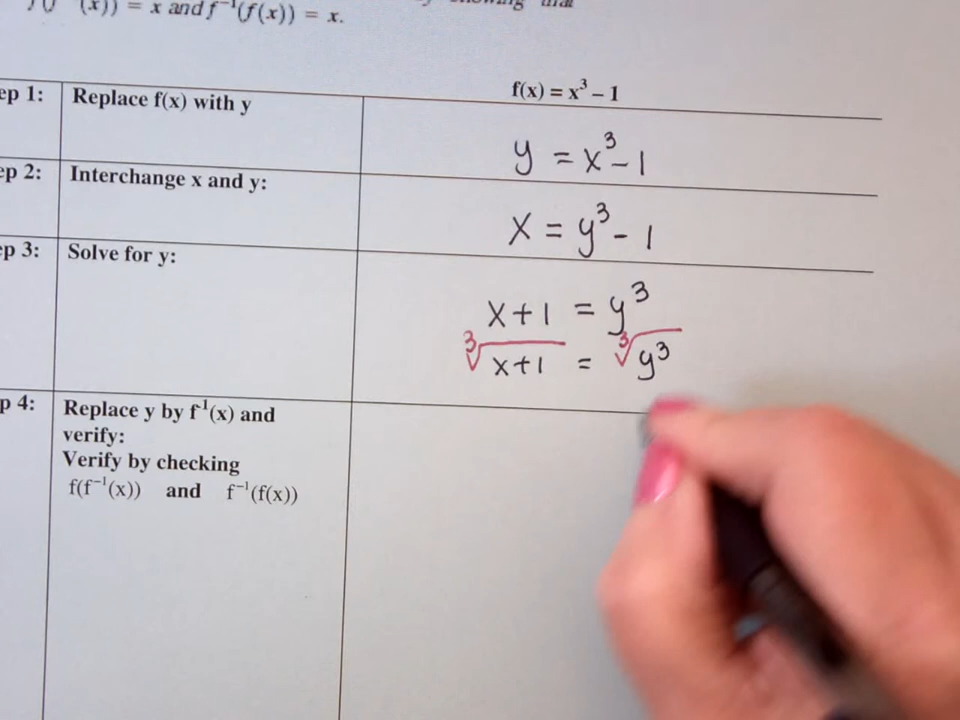 (x)) = x and f⁻¹(f(x)) = x.
f(x) = x³ – 1
ep 1: Replace f(x) with y
y = x³ - 1
ep 2: Interchange x and y:
x = y³ - 1
ep 3: Solve for y:
x + 1 = y³
∛x+1 = ∛y³
p 4: Replace y by f¹(x) and
verify:
Verify by checking
f(f⁻¹(x)) and f⁻¹(f(x))